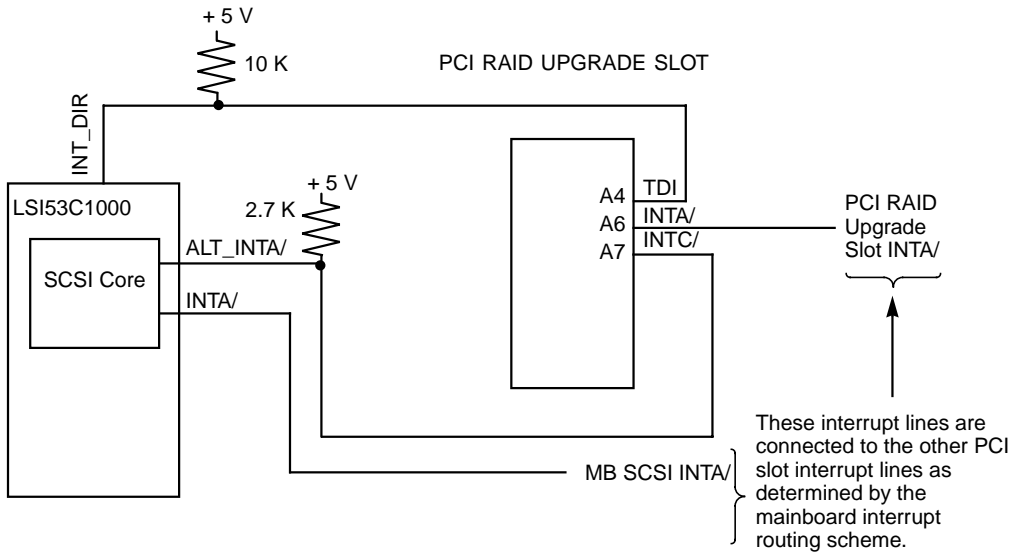 + 5 V
10 K
PCI RAID UPGRADE SLOT
INT_DIR
LSI53C1000
+ 5 V
2.7 K
ALT_INTA/
SCSI Core
INTA/
A4
TDI
A6
INTA/
A7
INTC/
PCI RAID
Upgrade
Slot INTA/
MB SCSI INTA/
These interrupt lines are
connected to the other PCI
slot interrupt lines as
determined by the
mainboard interrupt
routing scheme.